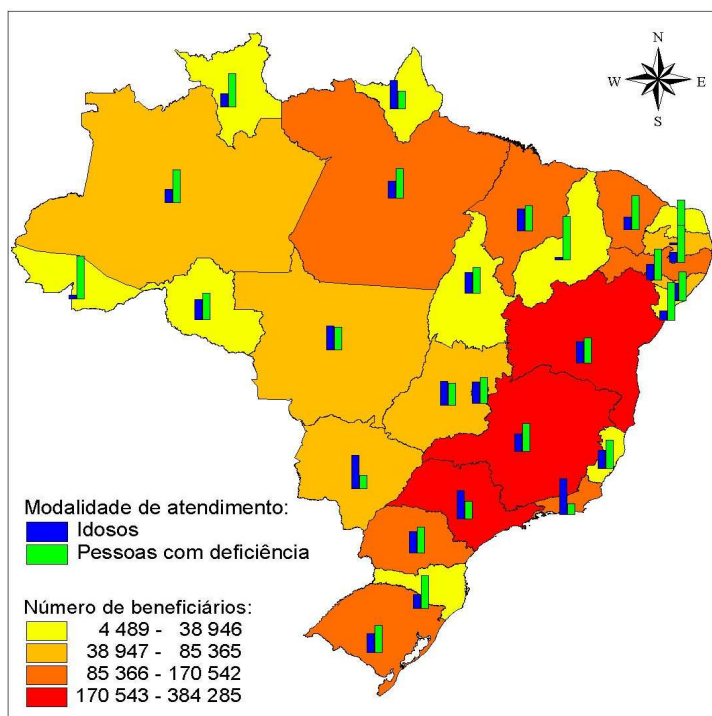 N
W E
S
Modalidade de atendimento:
Idosos
Pessoas com deficiência
Número de beneficiários:
4 489 - 38 946
38 947 - 85 365
85 366 - 170 542
170 543 - 384 285